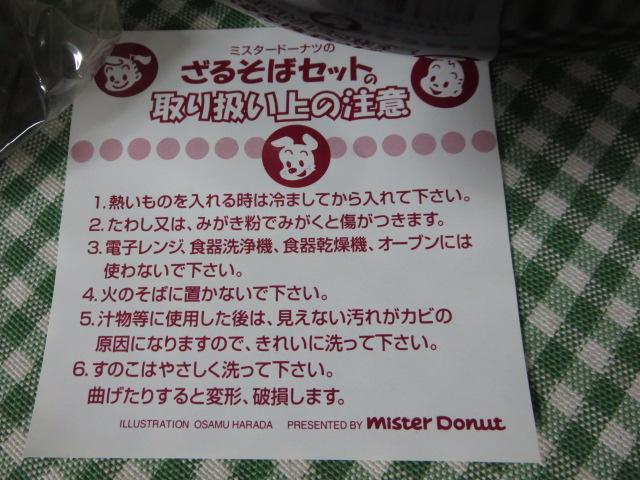 ミスタードーナツの
ざるそばセットの
取り扱い上の注意
1.熱いものを入れる時は冷ましてから入れて下さい。
2.たわし又は、みがき粉でみがくと傷がつきます。
3.電子レンジ、食器洗浄機、食器乾燥機、オーブンには
使わないで下さい。
4.火のそばに置かないで下さい。
5.汁物等に使用した後は、見えない汚れがカビの
原因になりますので、きれいに洗って下さい。
6.すのこはやさしく洗って下さい。
曲げたりすると変形、破損します。
ILLUSTRATION OSAMU HARADA PRESENTED BY mister Donut